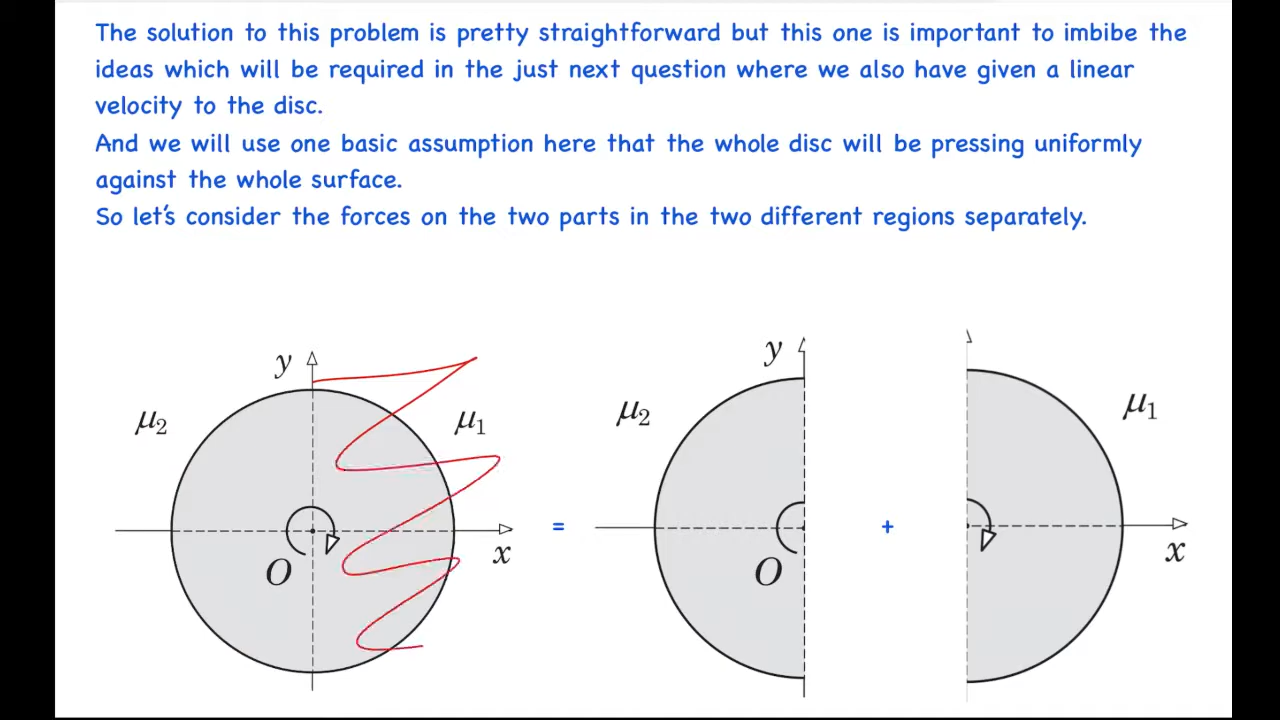 The solution to this problem is pretty straightforward but this one is important to imbibe the
ideas which will be required in the just next question where we also have given a linear
velocity to the disc.
And we will use one basic assumption here that the whole disc will be pressing uniformly
against the whole surface.
So let's consider the forces on the two parts in the two different regions separately.
y
μ₂
μ₁
O
x
=
y
μ₂
O
+
μ₁
x